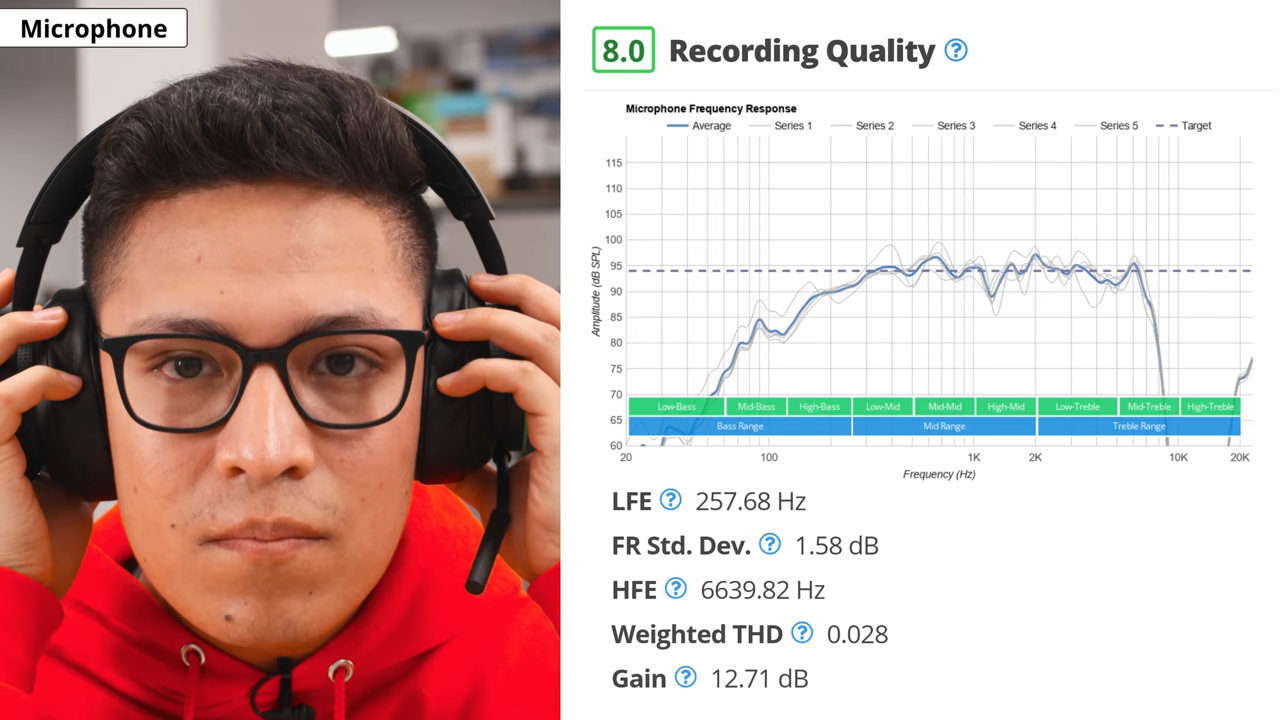 Microphone
8.0 Recording Quality ?
Microphone Frequency Response
Average Series 1 Series 2 Series 3 Series 4 Series 5 Target
115
110
105
100
95
90
85
80
75
70
65
60
Amplitude (dB SPL)
Low-Bass Mid-Bass High-Bass Low-Mid Mid-Mid High-Mid Low-Treble Mid-Treble High-Treble
Bass Range Mid Range Treble Range
20 100 1K 2K 10K 20K
Frequency (Hz)
LFE ? 257.68 Hz
FR Std. Dev. ? 1.58 dB
HFE ? 6639.82 Hz
Weighted THD ? 0.028
Gain ? 12.71 dB